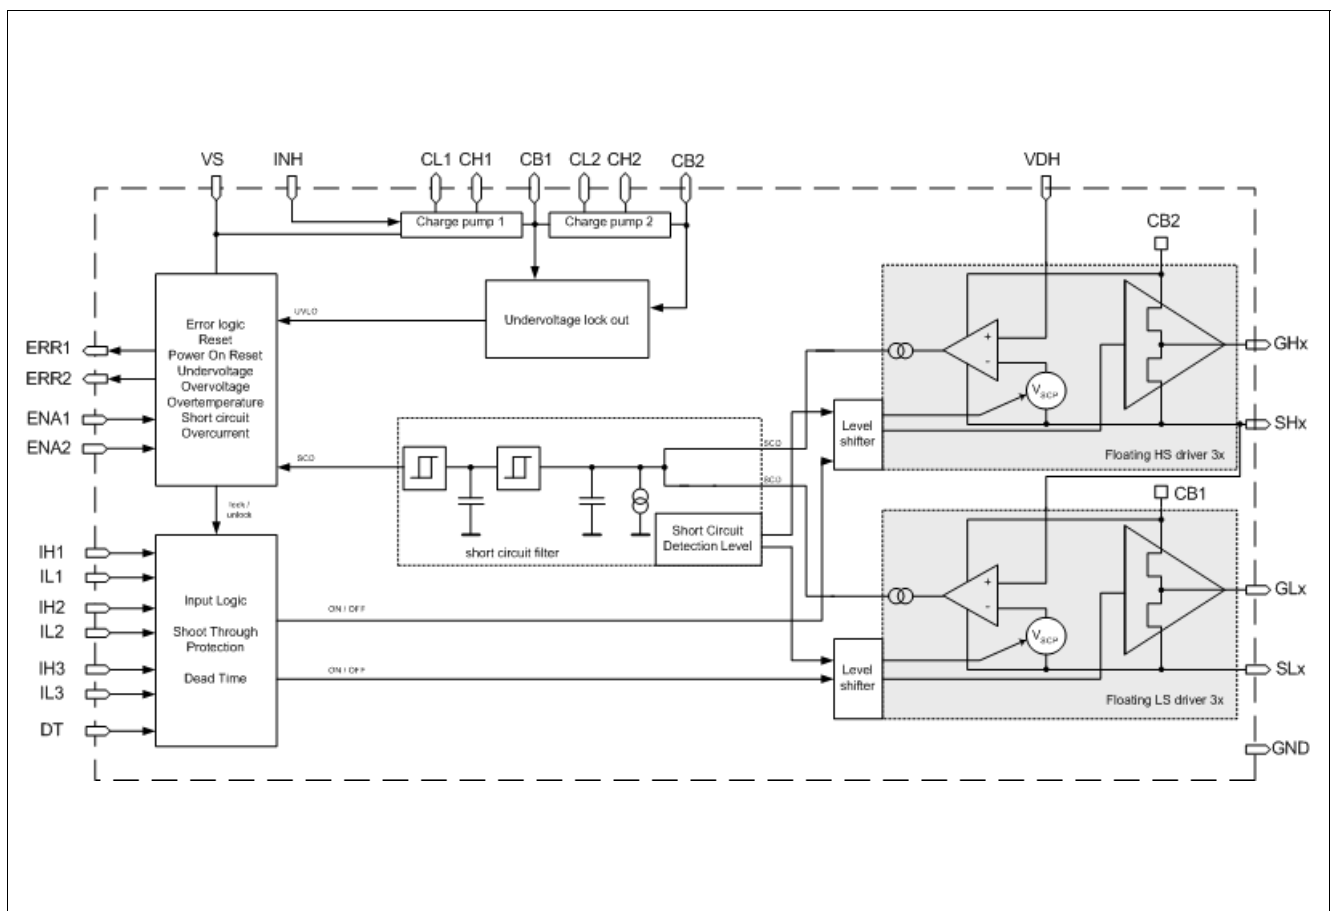 VS
INH
CL1
CH1
CB1
CL2
CH2
CB2
VDH
Charge pump 1
Charge pump 2
CB2
Error logic
Reset
Power On Reset
Undervoltage
Overvoltage
Overtemperature
Short circuit
Overcurrent
UVLO
Undervoltage lock out
ERR1
ERR2
ENA1
ENA2
+
-
VSCP
GHx
SHx
Level
shifter
Floating HS driver 3x
SCO
SCO
SCO
lock /
unlock
short circuit filter
Short Circuit
Detection Level
CB1
IH1
IL1
IH2
IL2
IH3
IL3
DT
Input Logic
Shoot Through
Protection
Dead Time
ON / OFF
ON / OFF
+
-
VSCP
GLx
SLx
Level
shifter
Floating LS driver 3x
GND